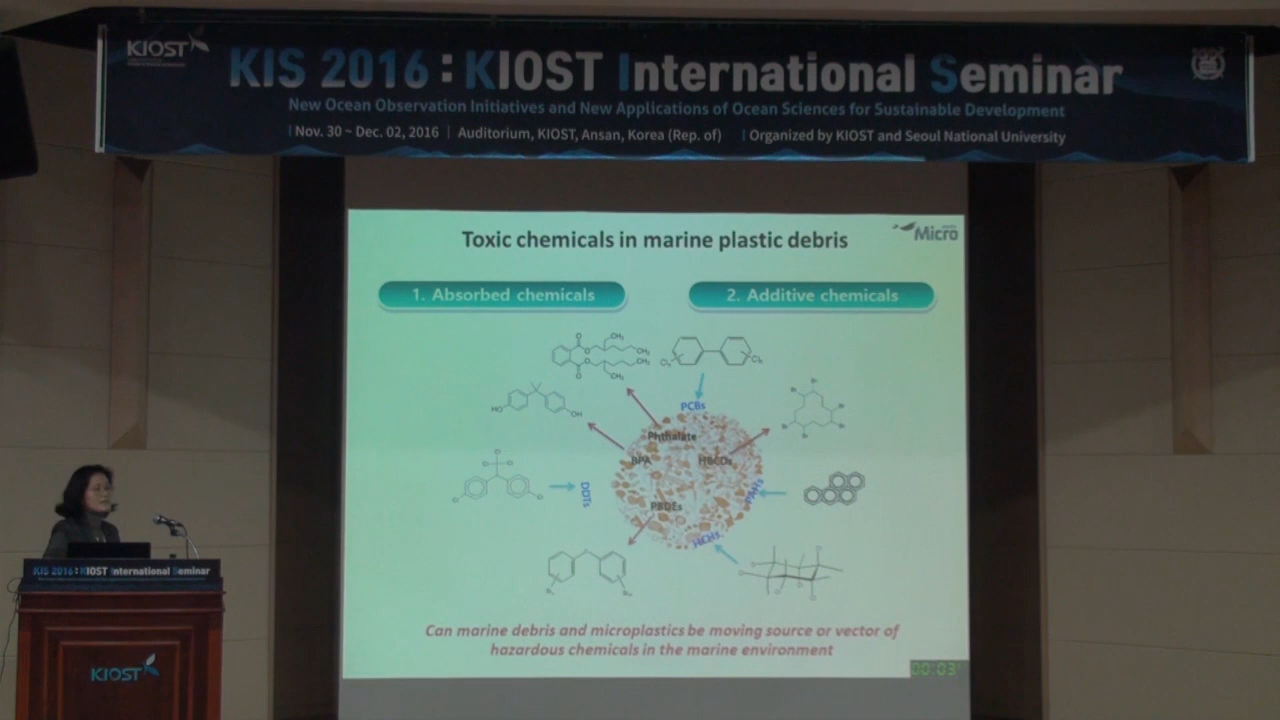 KIOST
KIS 2016 : KIOST International Seminar
New Ocean Observation Initiatives and New Applications of Ocean Sciences for Sustainable Development
Nov. 30 ~ Dec. 02, 2016 | Auditorium, KIOST, Ansan, Korea (Rep. of) | Organized by KIOST and Seoul National University
Toxic chemicals in marine plastic debris
Micro
1. Absorbed chemicals
2. Additive chemicals
PCBs
Phthalate
BPA
HBCDs
DDTs
PAHs
PBDEs
HCHs
HO
OH
Can marine debris and microplastics be moving source or vector of
hazardous chemicals in the marine environment
00:03
KIS 2016 : KIOST International Seminar
KIOST